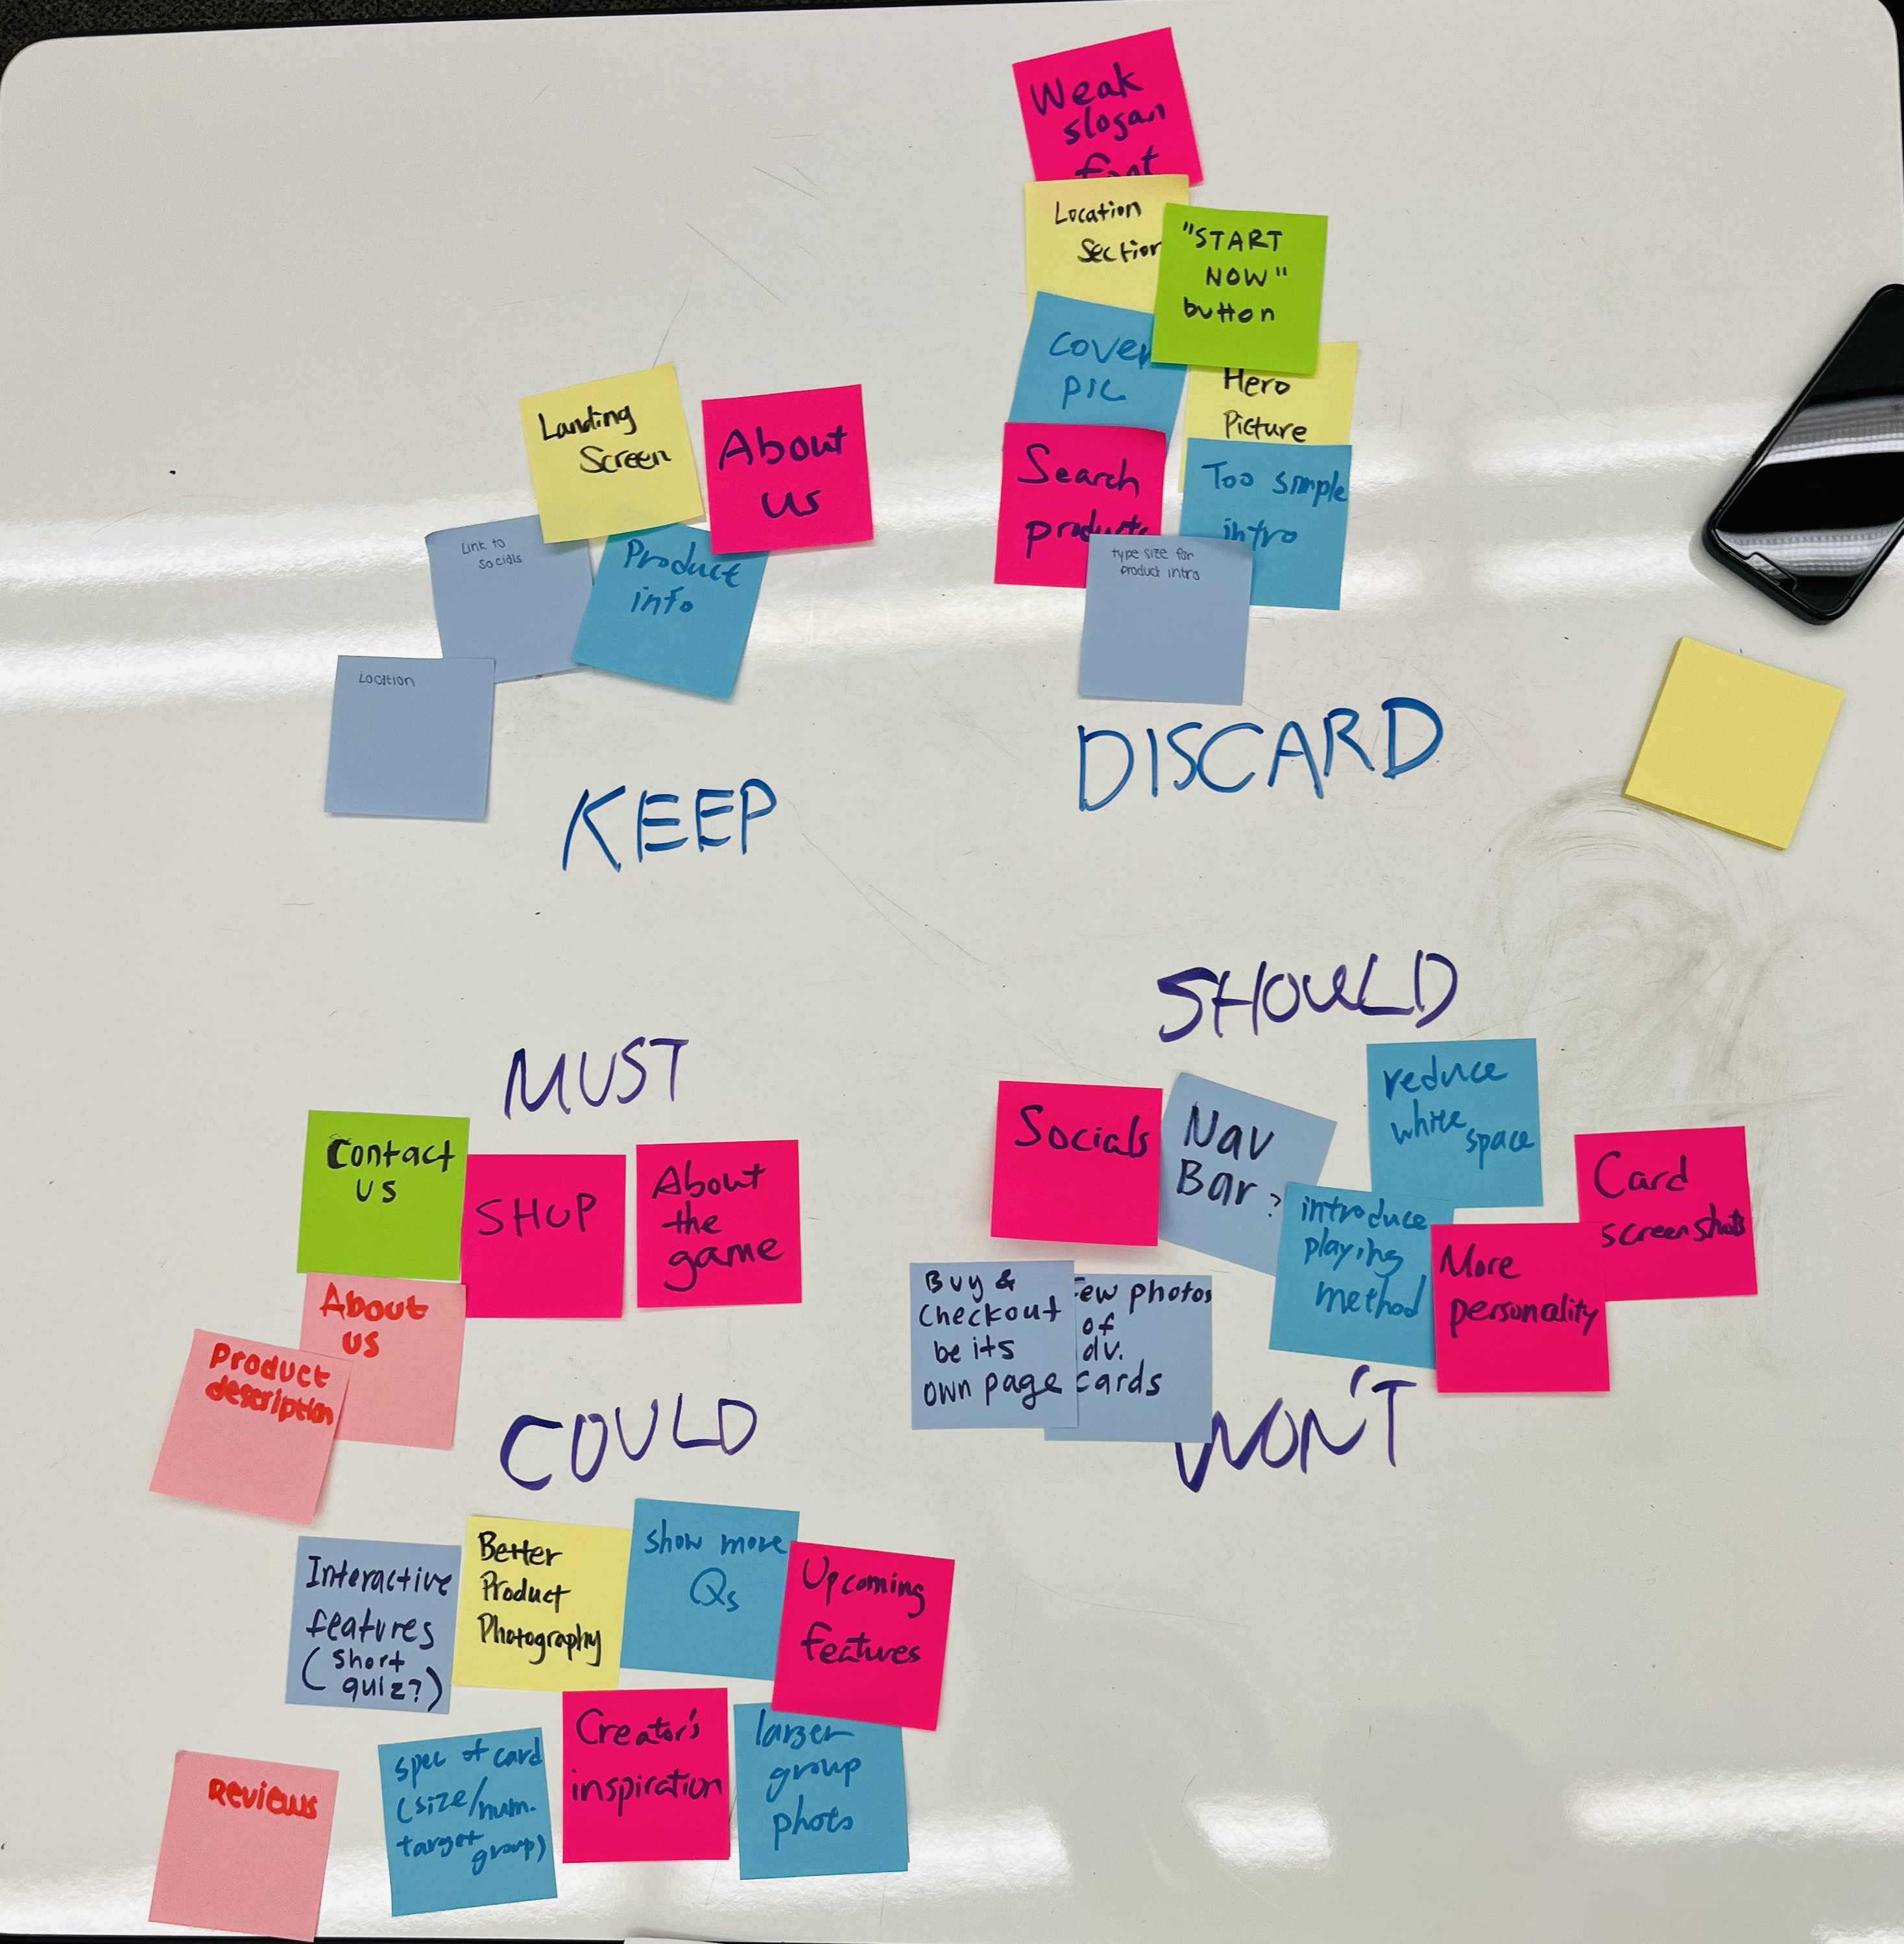 Weak
slogan
font
Location
Section
"START
NOW"
button
cover
pic
Hero
Picture
Search
products
Too simple
intro
type size for
product intro
DISCARD
Landing
Screen
About
us
Link to
socials
Product
info
Location
KEEP
MUST
Contact
us
SHOP
About
the
game
About
us
Product
description
SHOULD
Socials
Nav
Bar?
reduce
white space
Card
screenshots
introduce
playing
method
More
personality
Buy &
checkout
be its
own page
ew photos
of
dv.
cards
COULD
Interactive
features
(short
quiz?)
Better
Product
Photography
show more
Qs
Upcoming
features
Reviews
spec of card
(size/num.
target
group)
Creator's
inspiration
larger
group
photo
WON'T